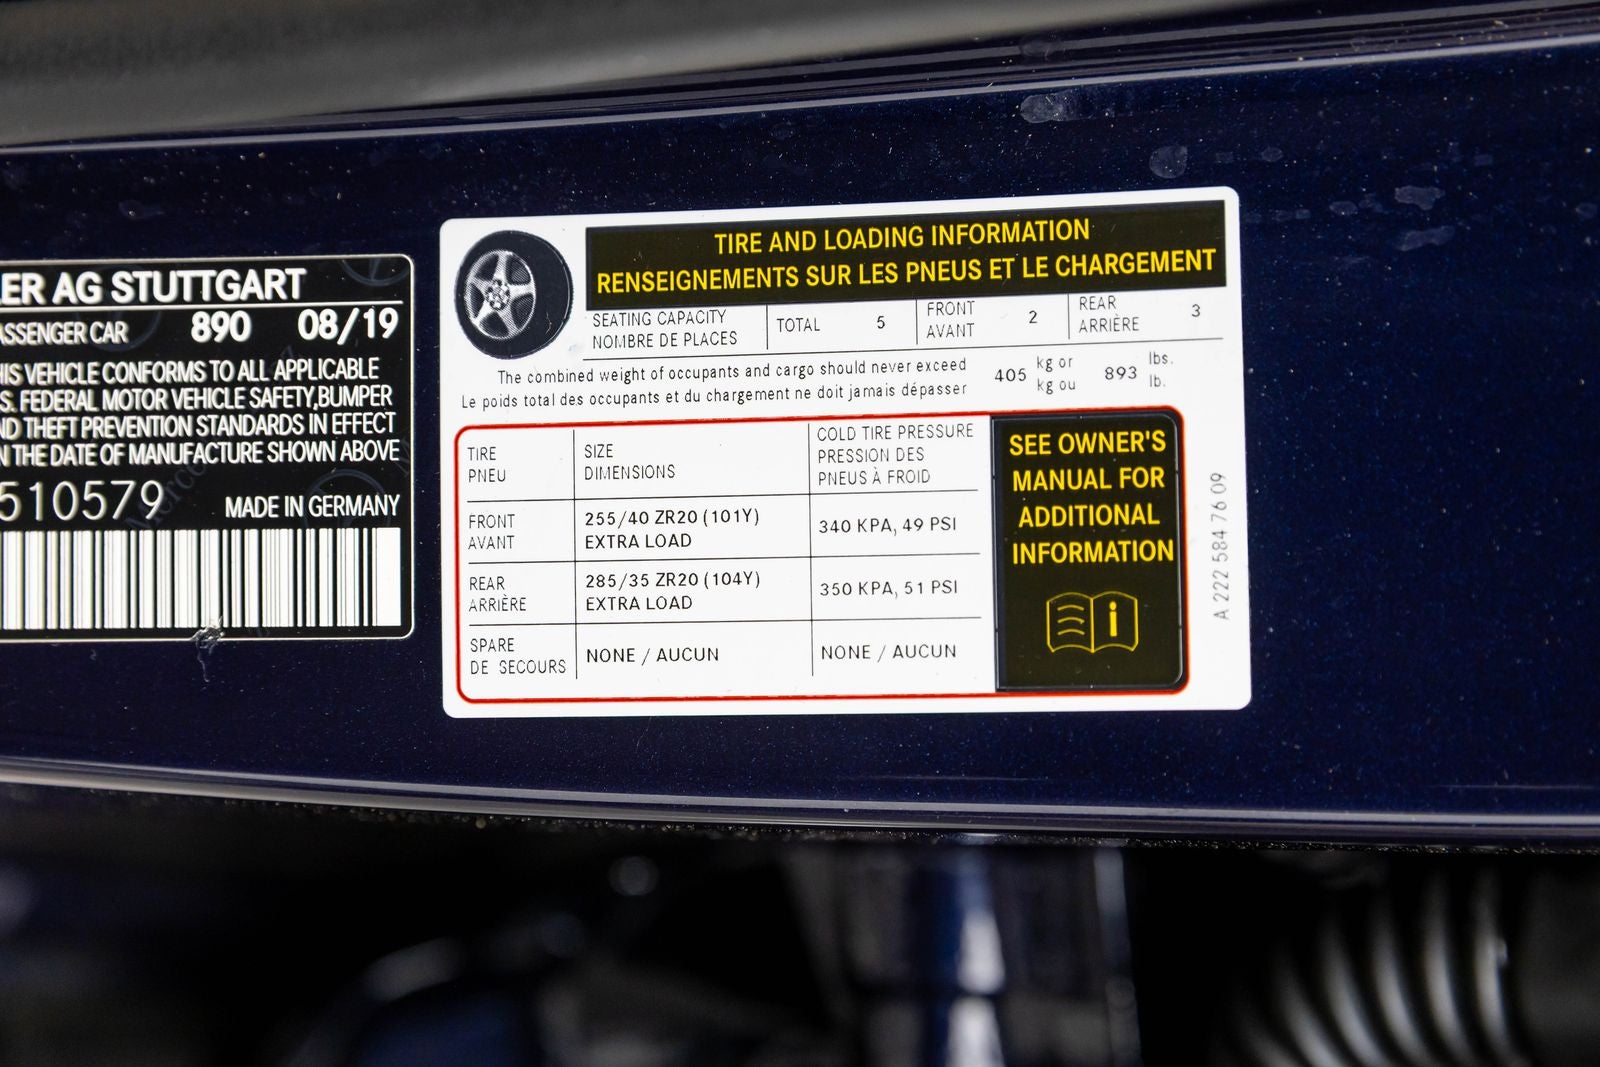 ER AG STUTTGART
ASSENGER CAR 890 08/19
HIS VEHICLE CONFORMS TO ALL APPLICABLE
S. FEDERAL MOTOR VEHICLE SAFETY,BUMPER
ND THEFT PREVENTION STANDARDS IN EFFECT
N THE DATE OF MANUFACTURE SHOWN ABOVE
510579 MADE IN GERMANY
TIRE AND LOADING INFORMATION
RENSEIGNEMENTS SUR LES PNEUS ET LE CHARGEMENT
SEATING CAPACITY
NOMBRE DE PLACES
TOTAL 5
FRONT
AVANT
2
REAR
ARRIÈRE
3
The combined weight of occupants and cargo should never exceed
Le poids total des occupants et du chargement ne doit jamais dépasser
405 kg or
kg ou
893 lbs.
lb.
TIRE
PNEU
SIZE
DIMENSIONS
COLD TIRE PRESSURE
PRESSION DES
PNEUS À FROID
FRONT
AVANT
255/40 ZR20 (101Y)
EXTRA LOAD
340 KPA, 49 PSI
REAR
ARRIÈRE
285/35 ZR20 (104Y)
EXTRA LOAD
350 KPA, 51 PSI
SPARE
DE SECOURS
NONE / AUCUN
NONE / AUCUN
SEE OWNER'S
MANUAL FOR
ADDITIONAL
INFORMATION
i
A 222 584 76 09